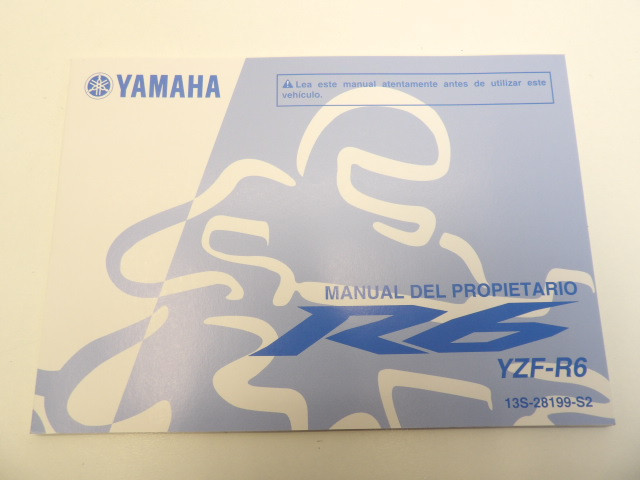 YAMAHA
Lea este manual atentamente antes de utilizar este
vehículo.
MANUAL DEL PROPIETARIO
R6
YZF-R6
13S-28199-S2